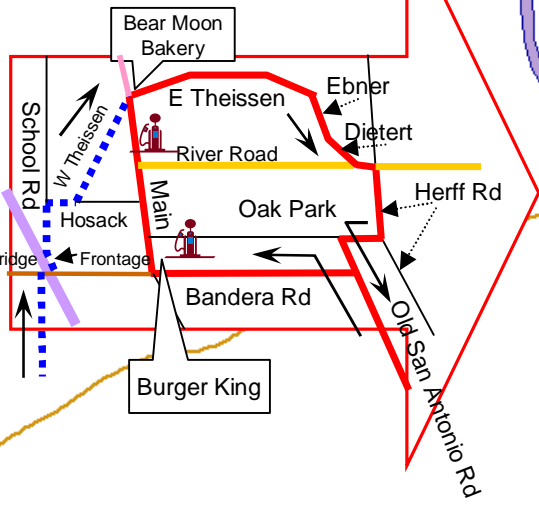 Bear Moon
Bakery
Ebner
E Theissen
Dietert
School Rd
W Theissen
River Road
Main
Herff Rd
Oak Park
Hosack
ridge
Frontage
Bandera Rd
Old San Antonio Rd
Burger King